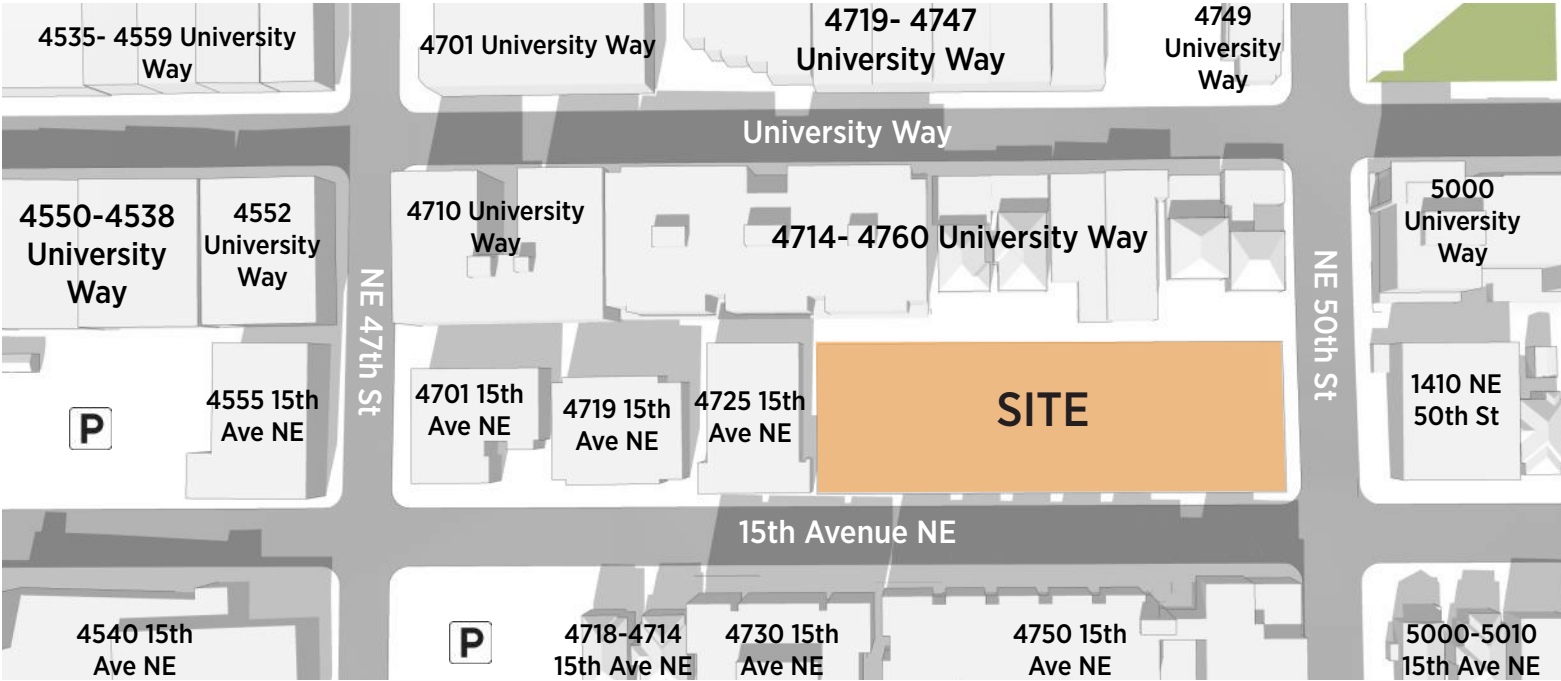 4535- 4559 University
Way
4701 University Way
4719- 4747
University Way
4749
University
Way
University Way
4550-4538
University
Way
4552
University
Way
NE 47th St
4710 University
Way
4714- 4760 University Way
NE 50th St
5000
University
Way
P
4555 15th
Ave NE
4701 15th
Ave NE
4719 15th
Ave NE
4725 15th
Ave NE
SITE
1410 NE
50th St
15th Avenue NE
4540 15th
Ave NE
P
4718-4714
15th Ave NE
4730 15th
Ave NE
4750 15th
Ave NE
5000-5010
15th Ave NE